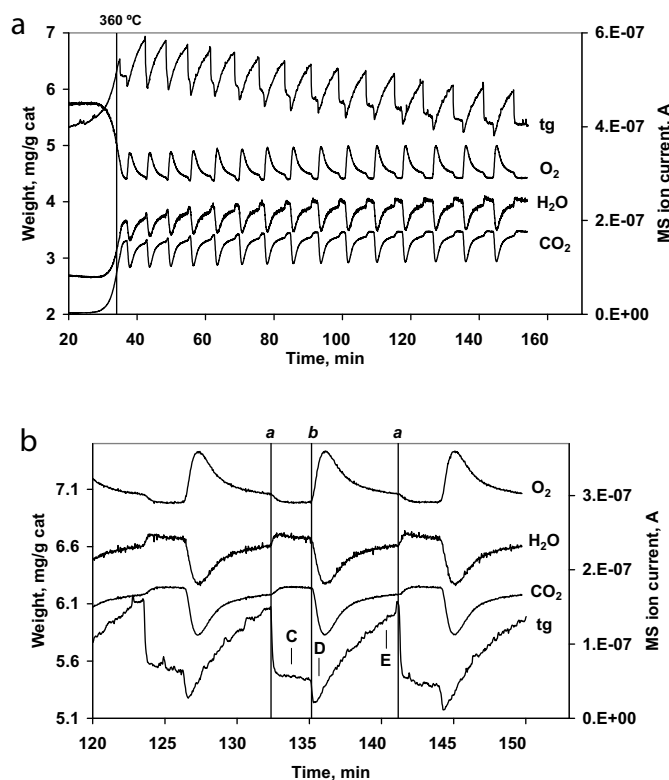 a
360 ºC
7
6
5
4
3
2
6.E-07
4.E-07
2.E-07
0.E+00
Weight, mg/g cat
MS ion current, A
tg
O2
H2O
CO2
20 40 60 80 100 120 140 160
Time, min
b
a b a
7.1
6.6
6.1
5.6
5.1
3.E-07
2.E-07
1.E-07
0.E+00
Weight, mg/g cat
MS ion current, A
O2
H2O
CO2
tg
C
D
E
120 125 130 135 140 145 150
Time, min